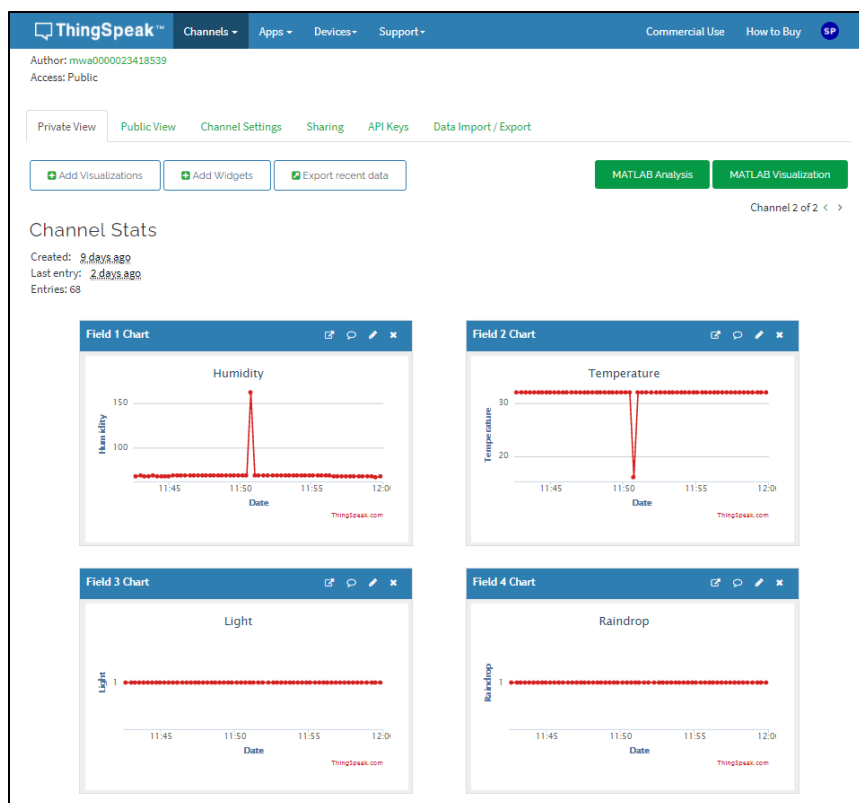 ThingSpeak™ Channels Apps Devices Support Commercial Use How to Buy SP
Author: mwa0000023418539
Access: Public
Private View Public View Channel Settings Sharing API Keys Data Import / Export
Add Visualizations Add Widgets Export recent data MATLAB Analysis MATLAB Visualization
Channel 2 of 2 < >
Channel Stats
Created: 9 days ago
Last entry: 2 days ago
Entries: 68
Field 1 Chart
Humidity
150
100
Humidity
11:45 11:50 11:55 12:0
Date
ThingSpeak.com
Field 2 Chart
Temperature
30
20
Temperature
11:45 11:50 11:55 12:0
Date
ThingSpeak.com
Field 3 Chart
Light
1
Light
11:45 11:50 11:55 12:0
Date
ThingSpeak.com
Field 4 Chart
Raindrop
1
Raindrop
11:45 11:50 11:55 12:0
Date
ThingSpeak.com